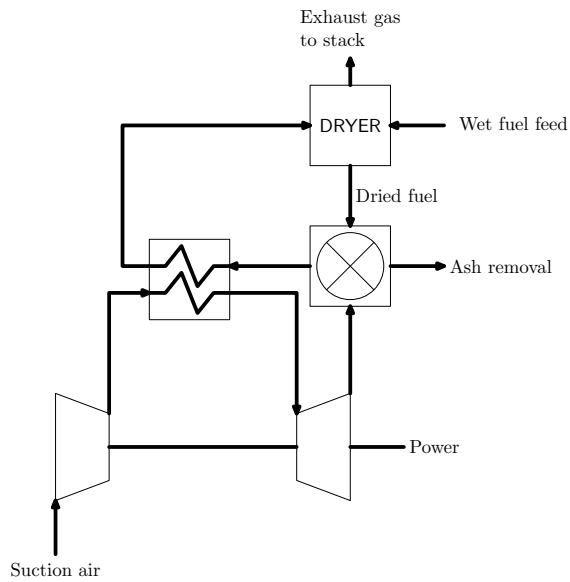 Exhaust gas
to stack
DRYER
Wet fuel feed
Dried fuel
Ash removal
Power
Suction air